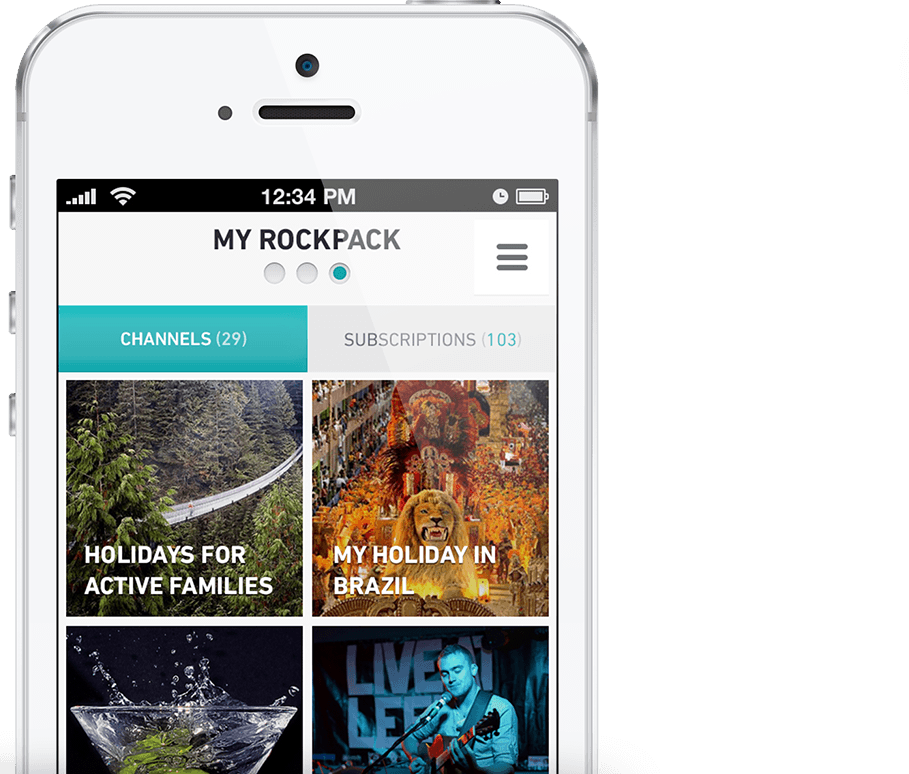 12:34 PM
MY ROCKPACK
CHANNELS (29)
SUBSCRIPTIONS (103)
HOLIDAYS FOR
ACTIVE FAMILIES
MY HOLIDAY IN
BRAZIL
LIVE AT
LEE